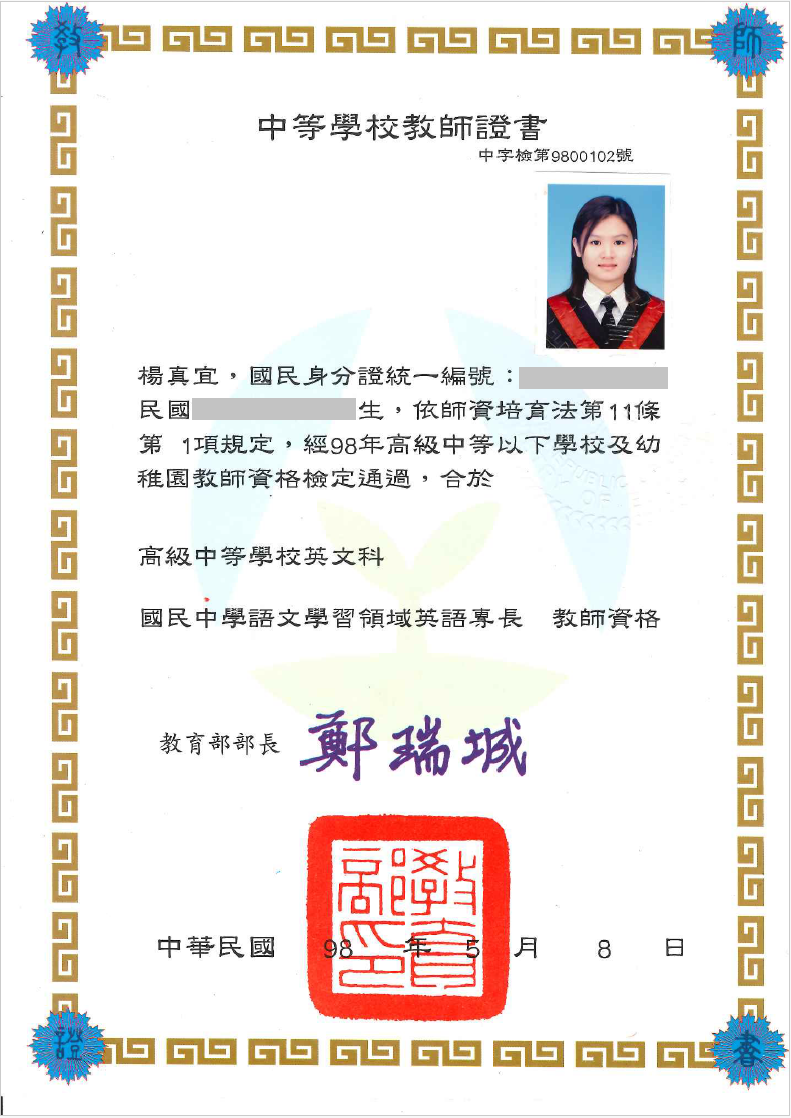 教 師
中等學校教師證書
中字檢第9800102號
楊真宜，國民身分證統一編號：
民國 生，依師資培育法第11條
第 1項規定，經98年高級中等以下學校及幼
稚園教師資格檢定通過，合於
高級中等學校英文科
國民中學語文學習領域英語專長 教師資格
教育部部長 鄭瑞城
教育部印
中華民國 98 年 5 月 8 日
證 書